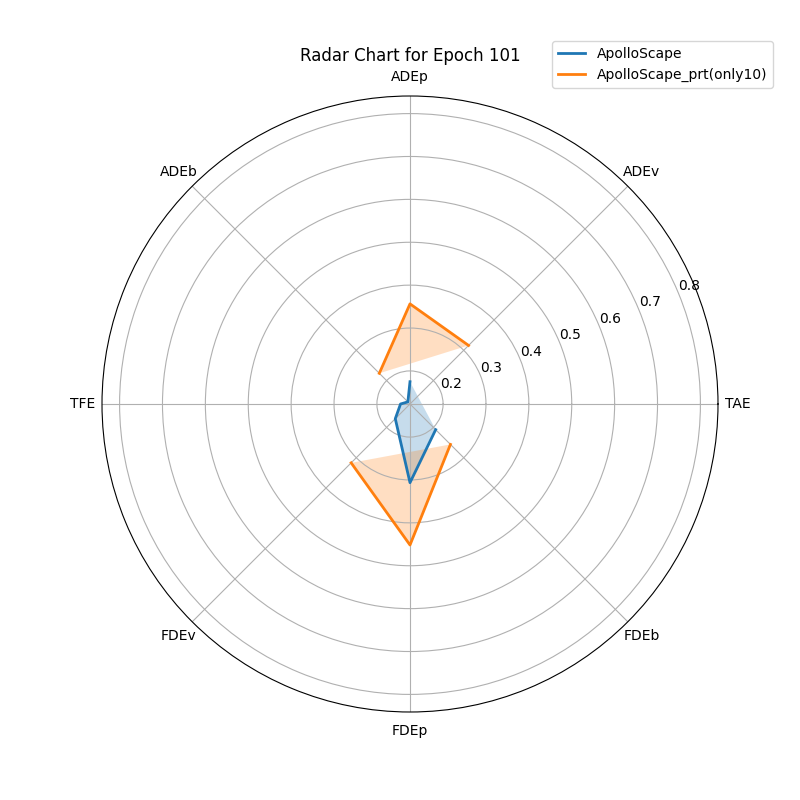 Radar Chart for Epoch 101
ApolloScape
ApolloScape_prt(only10)
ADEp
ADEb
ADEv
0.8
0.7
0.6
0.5
0.4
0.3
0.2
TFE
TAE
FDEv
FDEb
FDEp